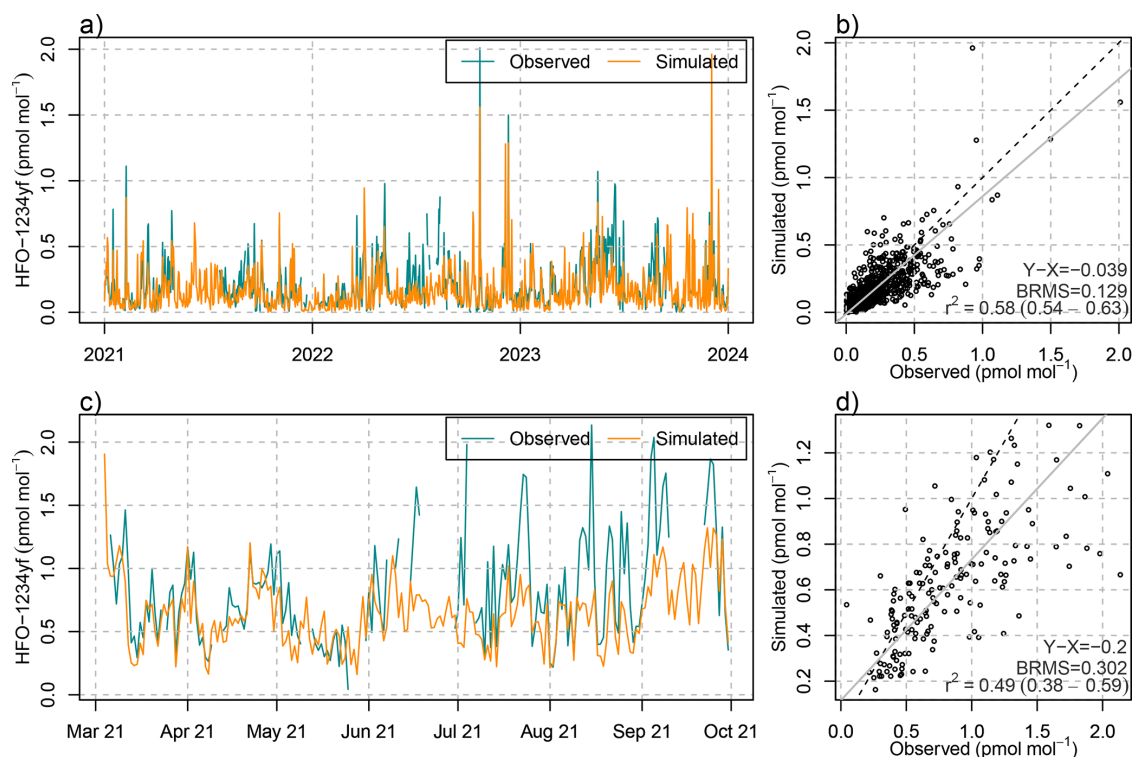 a)
HFO−1234yf (pmol mol⁻¹)
2.0
1.5
1.0
0.5
0.0
Observed Simulated
2021 2022 2023 2024
b)
Simulated (pmol mol⁻¹)
2.0
1.5
1.0
0.5
0.0
Y−X=−0.039
BRMS=0.129
r² = 0.58 (0.54 − 0.63)
0.0 0.5 1.0 1.5 2.0
Observed (pmol mol⁻¹)
c)
HFO−1234yf (pmol mol⁻¹)
2.0
1.5
1.0
0.5
0.0
Observed Simulated
Mar 21 Apr 21 May 21 Jun 21 Jul 21 Aug 21 Sep 21 Oct 21
d)
Simulated (pmol mol⁻¹)
1.2
1.0
0.8
0.6
0.4
0.2
Y−X=−0.2
BRMS=0.302
r² = 0.49 (0.38 − 0.59)
0.0 0.5 1.0 1.5 2.0
Observed (pmol mol⁻¹)